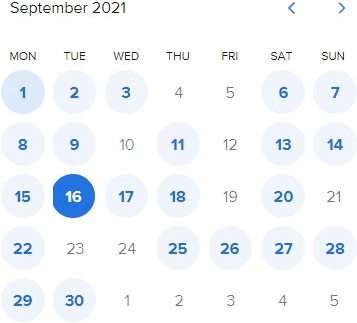 September 2021
MON TUE WED THU FRI SAT SUN
1 2 3 4 5 6 7
8 9 10 11 12 13 14
15 16 17 18 19 20 21
22 23 24 25 26 27 28
29 30 1 2 3 4 5